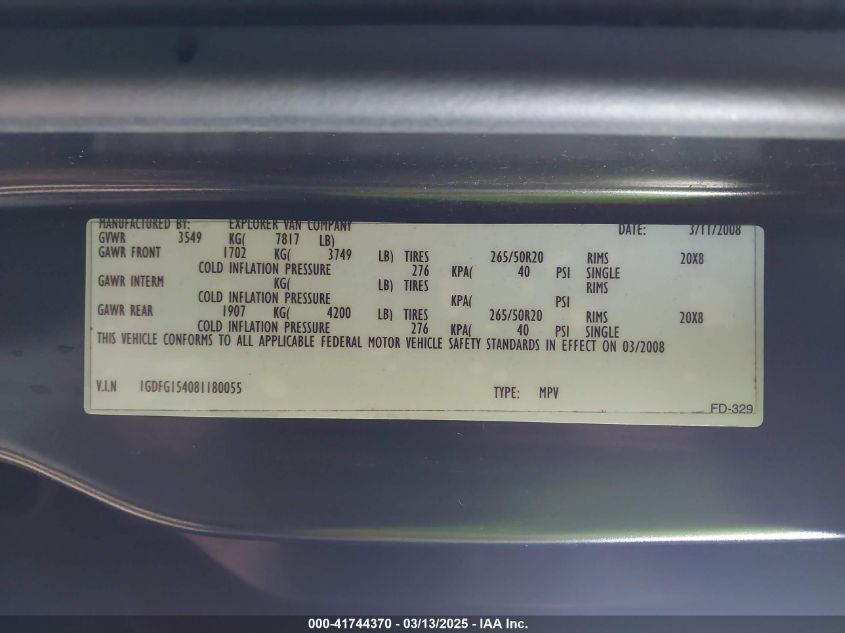 MANUFACTURED BY: EXPLORER VAN COMPANY DATE: 3/11/2008
GVWR 3549 KG( 7817 LB)
GAWR FRONT 1702 KG( 3749 LB) TIRES 265/50R20 RIMS 20X8
COLD INFLATION PRESSURE 276 KPA( 40 PSI SINGLE
GAWR INTERM KG( LB) TIRES RIMS
COLD INFLATION PRESSURE KPA( PSI
GAWR REAR 1907 KG( 4200 LB) TIRES 265/50R20 RIMS 20X8
COLD INFLATION PRESSURE 276 KPA( 40 PSI SINGLE
THIS VEHICLE CONFORMS TO ALL APPLICABLE FEDERAL MOTOR VEHICLE SAFETY STANDARDS IN EFFECT ON 03/2008
V.I.N 1GDFG154081180055 TYPE: MPV
FD-329
000-41744370 - 03/13/2025 - IAA Inc.